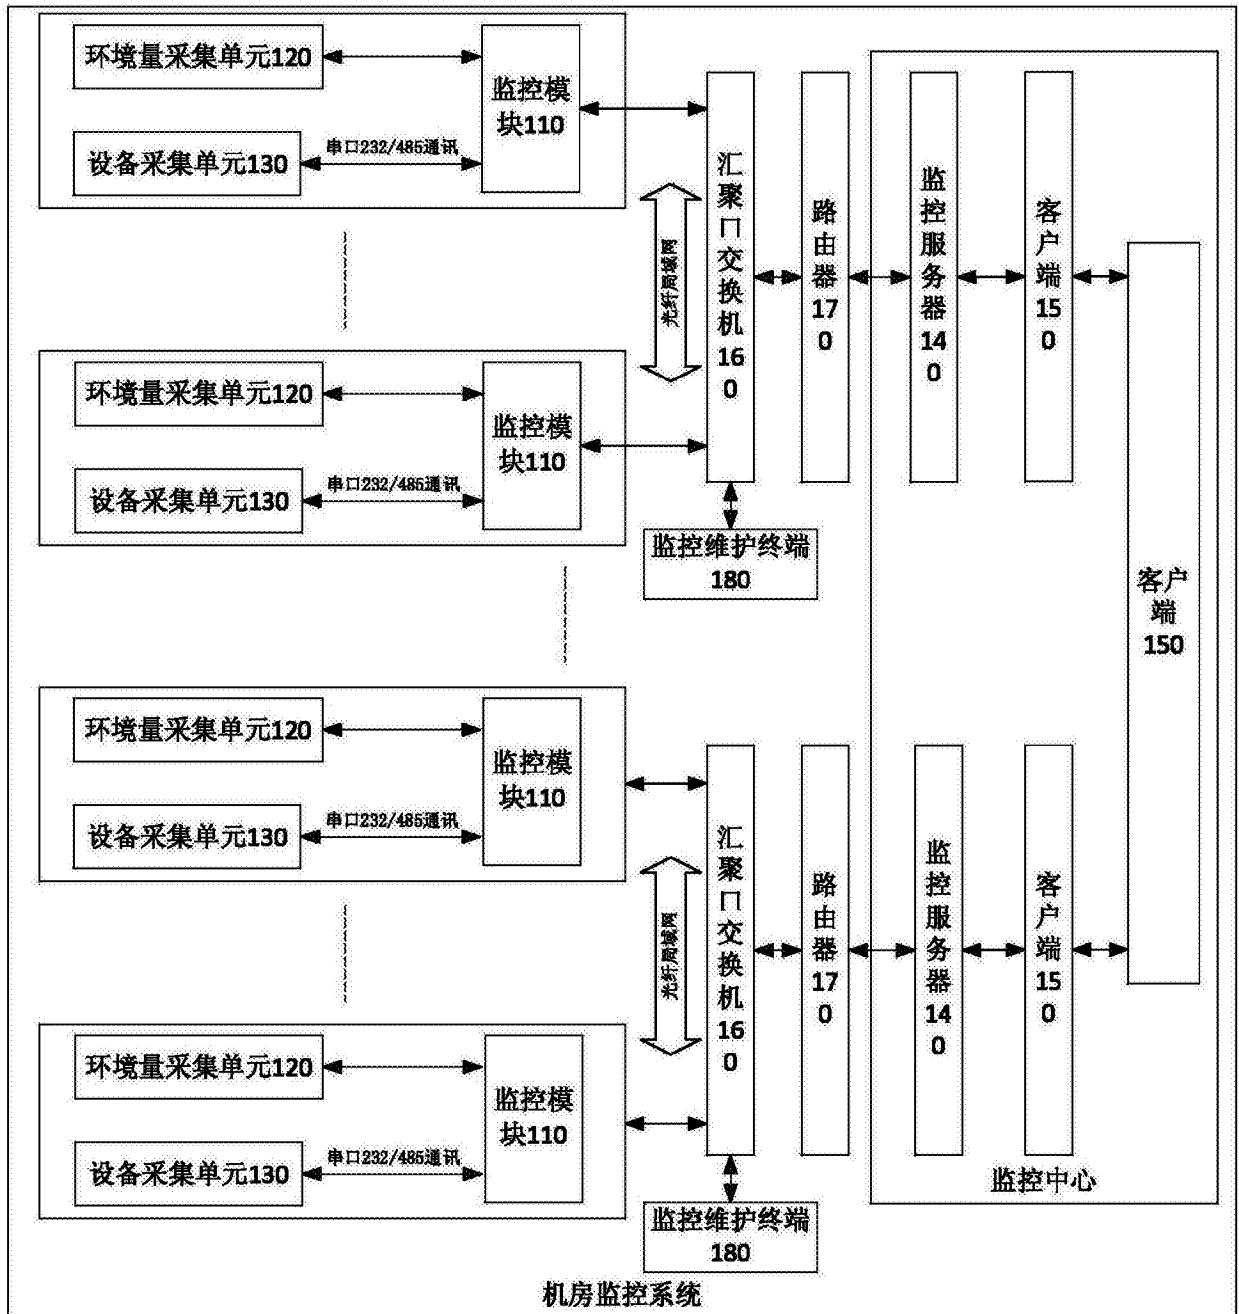 环境量采集单元120
监控模
块110
设备采集单元130
串口232/485通讯
环境量采集单元120
监控模
块110
设备采集单元130
串口232/485通讯
光纤局域网
汇聚口交换机160
路由器170
监控服务器140
客户端150
监控维护终端
180
客户
端
150
环境量采集单元120
监控模
块110
设备采集单元130
串口232/485通讯
环境量采集单元120
监控模
块110
设备采集单元130
串口232/485通讯
光纤局域网
汇聚口交换机160
路由器170
监控服务器140
客户端150
监控维护终端
180
监控中心
机房监控系统